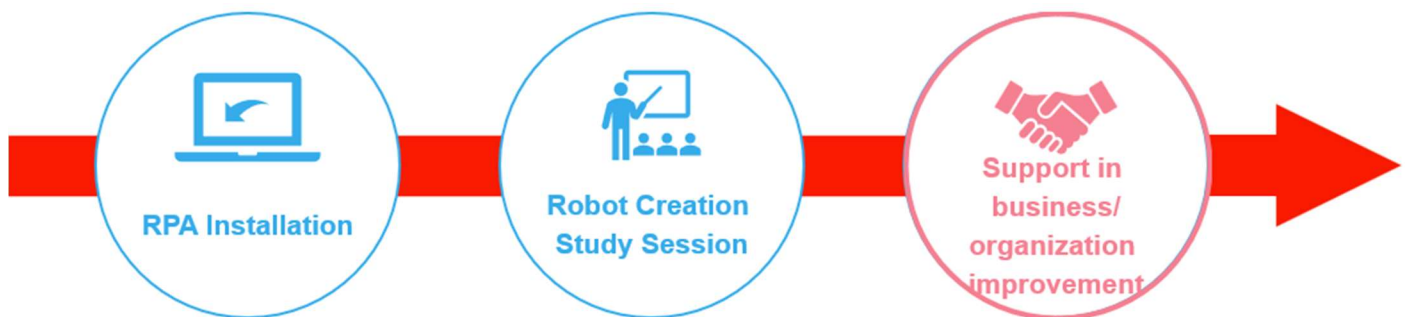 RPA Installation
Robot Creation
Study Session
Support in
business/
organization
improvement